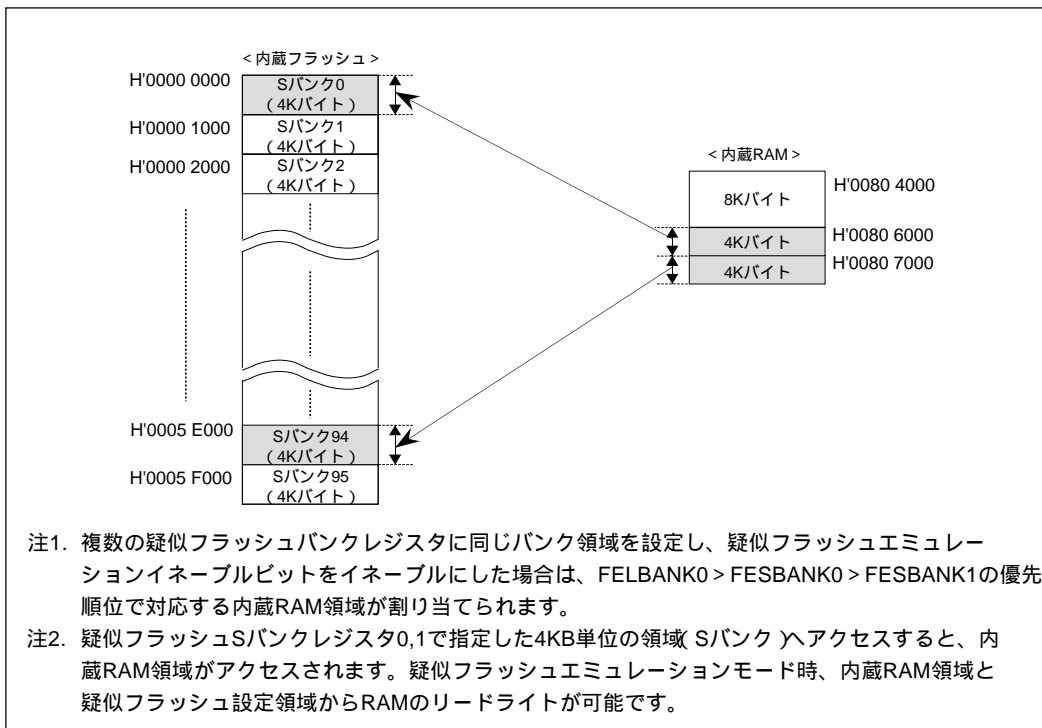 ＜内蔵フラッシュ＞
H'0000 0000
Sバンク0
（4Kバイト）
H'0000 1000
Sバンク1
（4Kバイト）
H'0000 2000
Sバンク2
（4Kバイト）
＜内蔵RAM＞
8Kバイト
H'0080 4000
4Kバイト
H'0080 6000
4Kバイト
H'0080 7000
H'0005 E000
Sバンク94
（4Kバイト）
H'0005 F000
Sバンク95
（4Kバイト）
注1. 複数の疑似フラッシュバンクレジスタに同じバンク領域を設定し、疑似フラッシュエミュレー
ションイネーブルビットをイネーブルにした場合は、FELBANK0＞FESBANK0＞FESBANK1の優先
順位で対応する内蔵RAM領域が割り当てられます。
注2. 疑似フラッシュSバンクレジスタ0,1で指定した4KB単位の領域（Sバンク）へアクセスすると、内
蔵RAM領域がアクセスされます。疑似フラッシュエミュレーションモード時、内蔵RAM領域と
疑似フラッシュ設定領域からRAMのリードライトが可能です。